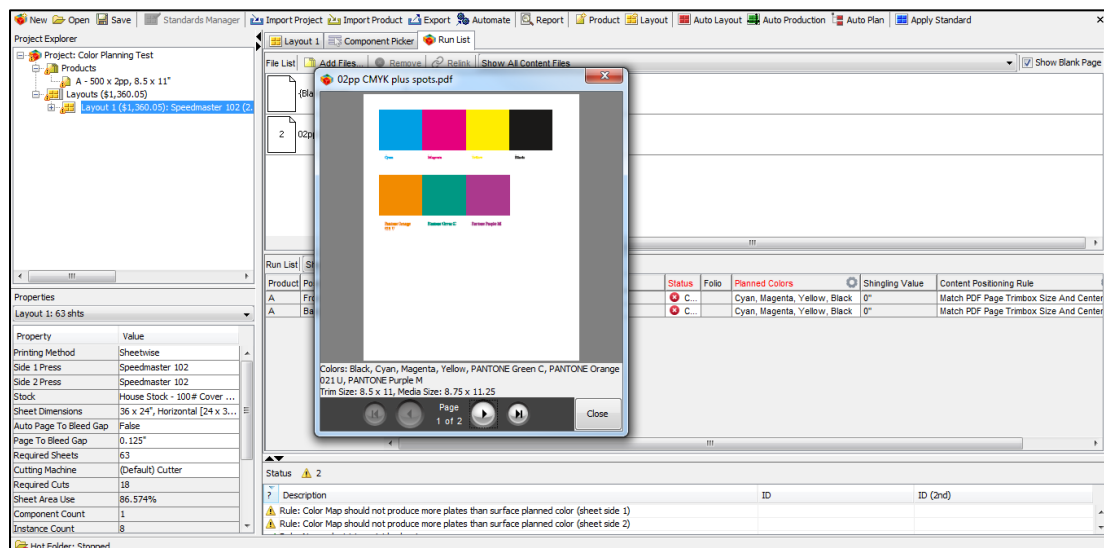 New Open Save Standards Manager Import Project Import Product Export Automate Report Product Layout Auto Layout Auto Production Auto Plan Apply Standard
Project Explorer
Project: Color Planning Test
Products
A - 500 x 2pp, 8.5 x 11"
Layouts ($1,360.05)
Layout 1 ($1,360.05): Speedmaster 102 (2.
Layout 1 Component Picker Run List
File List Add Files... Remove Relink Show All Content Files Show Blank Page
{Bla
2 02pp
02pp CMYK plus spots.pdf
Cyan Magenta Yellow Black
Pantone Orange 021 U Pantone Green C Pantone Purple M
Colors: Black, Cyan, Magenta, Yellow, PANTONE Green C, PANTONE Orange
021 U, PANTONE Purple M
Trim Size: 8.5 x 11, Media Size: 8.75 x 11.25
Page
1 of 2
Close
Run List
Product Status Folio Planned Colors Shingling Value Content Positioning Rule
A Fro C... Cyan, Magenta, Yellow, Black 0" Match PDF Page Trimbox Size And Center
A Ba C... Cyan, Magenta, Yellow, Black 0" Match PDF Page Trimbox Size And Center
Properties
Layout 1: 63 shts
Property Value
Printing Method Sheetwise
Side 1 Press Speedmaster 102
Side 2 Press Speedmaster 102
Stock House Stock - 100# Cover ...
Sheet Dimensions 36 x 24", Horizontal [24 x 3...
Auto Page To Bleed Gap False
Page To Bleed Gap 0.125"
Required Sheets 63
Cutting Machine (Default) Cutter
Required Cuts 18
Sheet Area Use 86.574%
Component Count 1
Instance Count 8
Status 2
? Description ID ID (2nd)
Rule: Color Map should not produce more plates than surface planned color (sheet side 1)
Rule: Color Map should not produce more plates than surface planned color (sheet side 2)
Hot Folder: Stopped